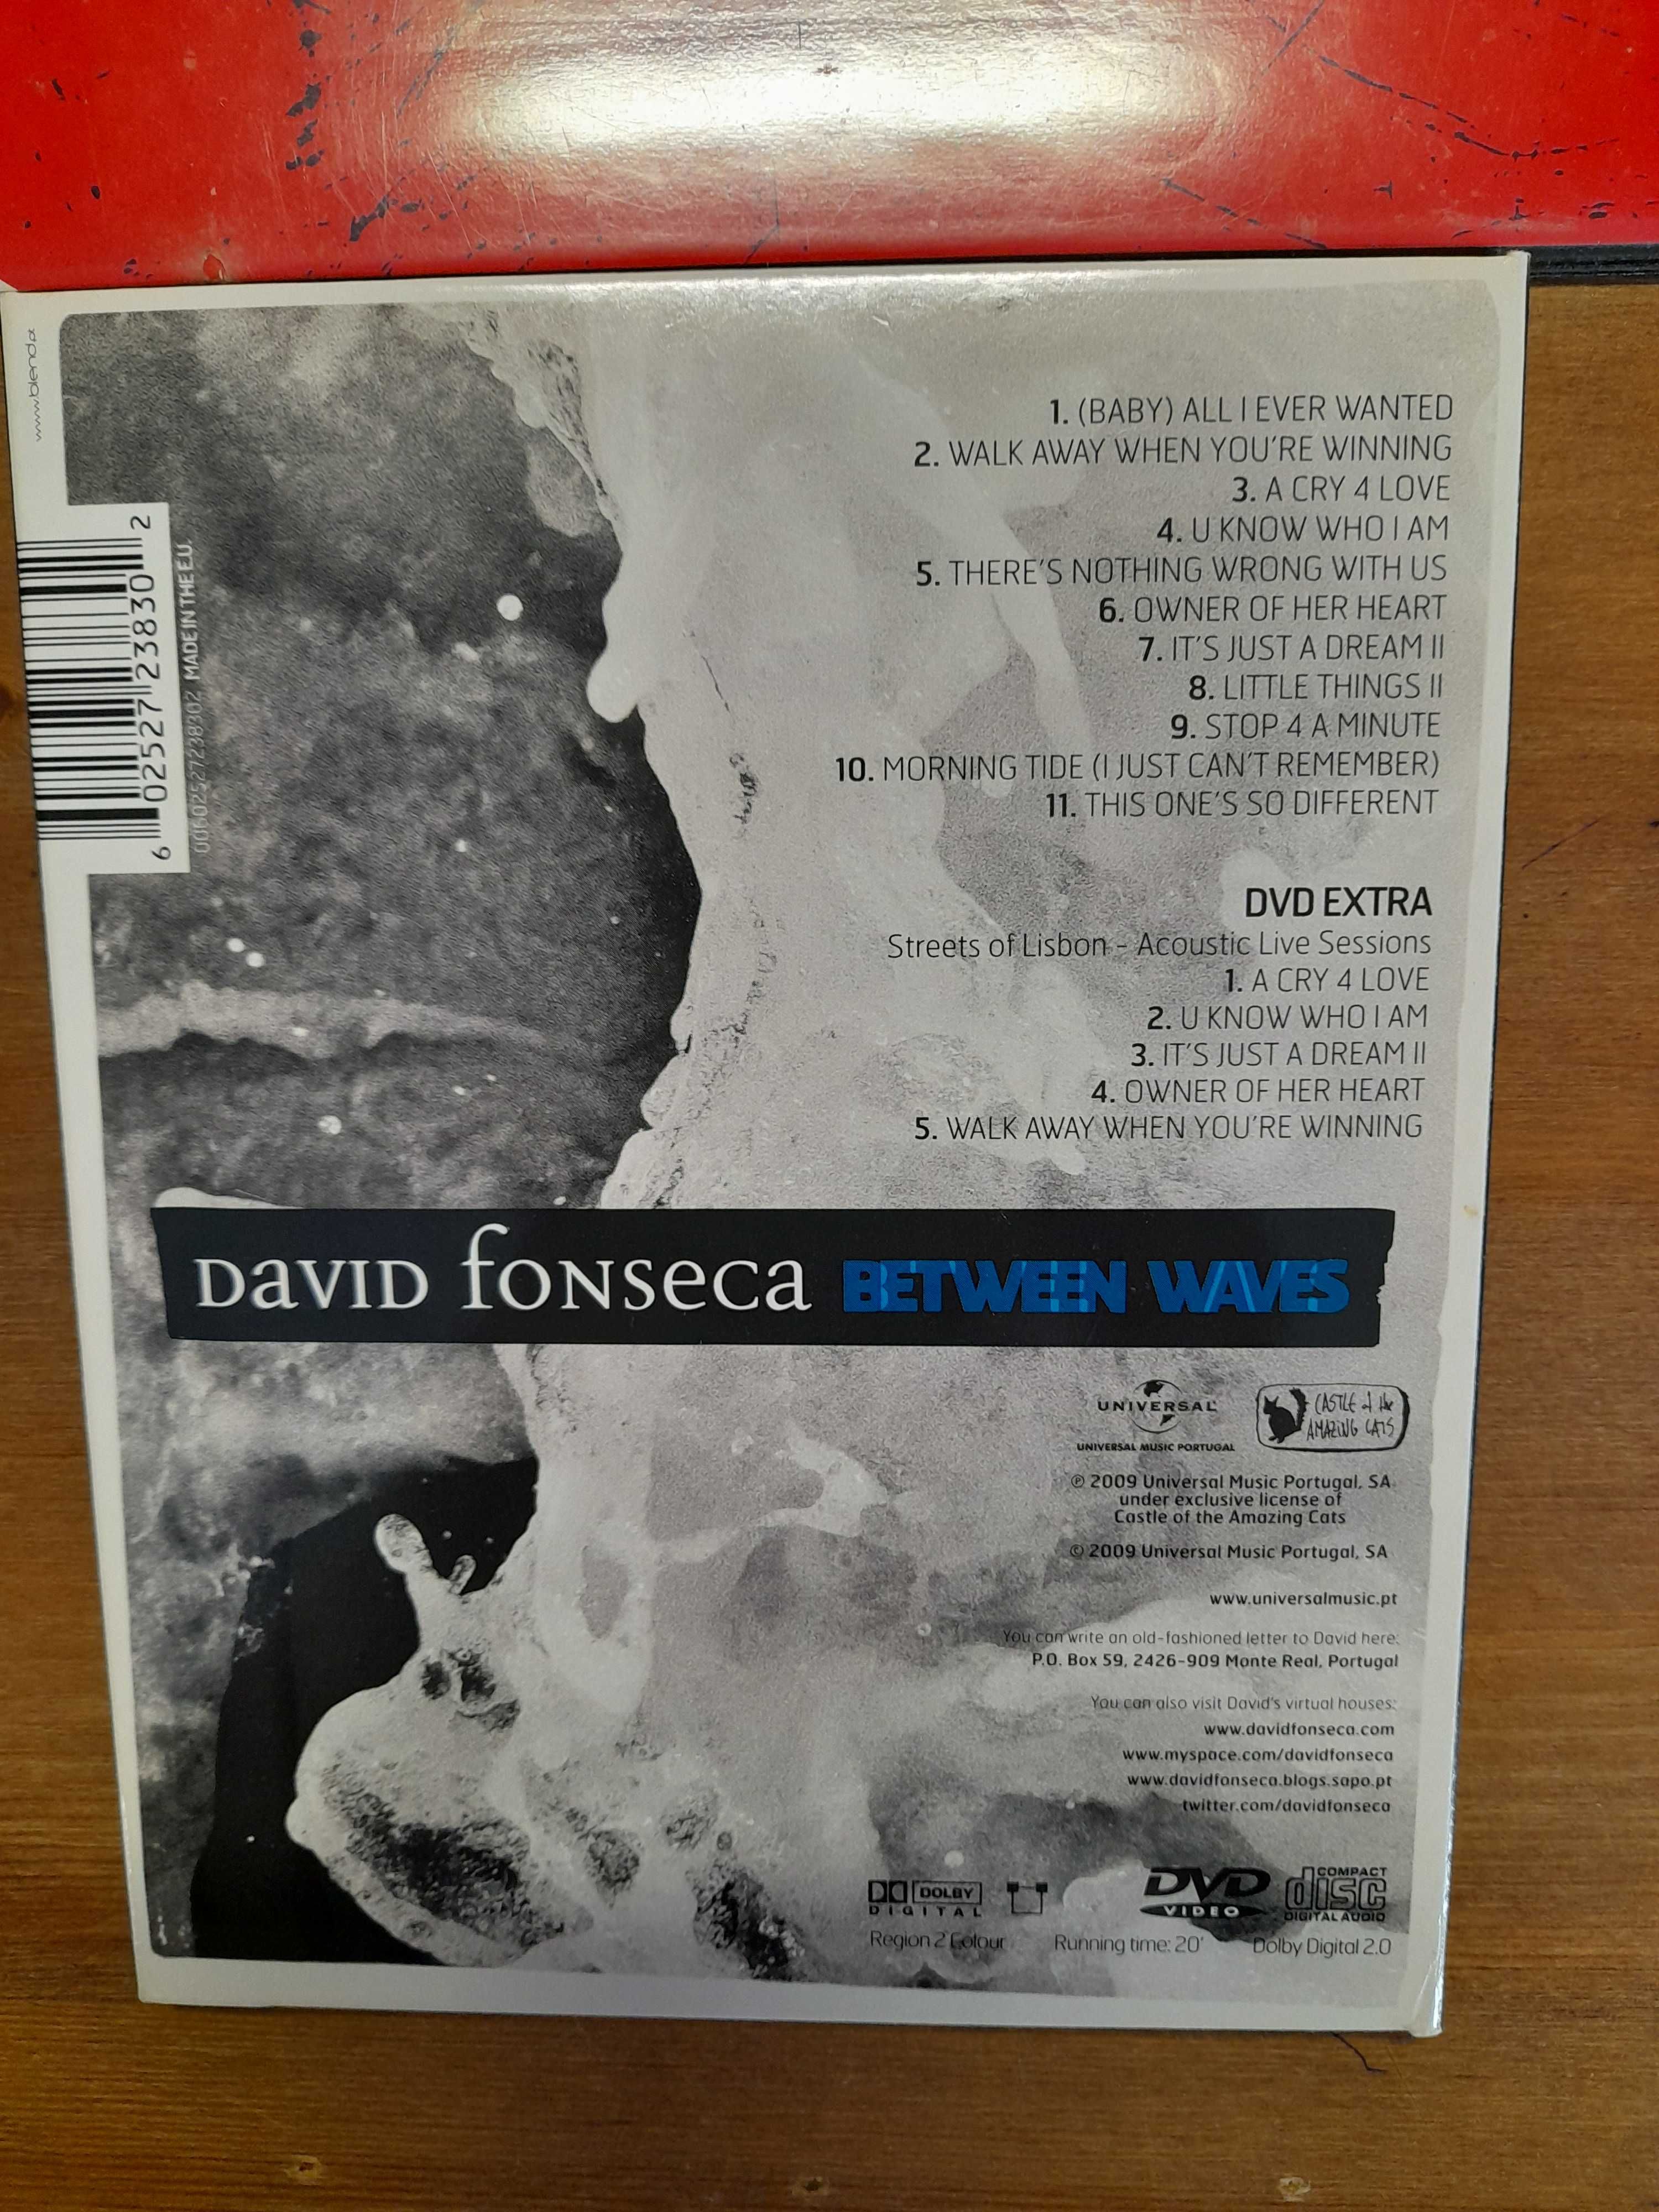 www.blend.pt
6 02527 23830 2
00602527238302 MADE IN THE E.U.
1. (BABY) ALL I EVER WANTED
2. WALK AWAY WHEN YOU'RE WINNING
3. A CRY 4 LOVE
4. U KNOW WHO I AM
5. THERE'S NOTHING WRONG WITH US
6. OWNER OF HER HEART
7. IT'S JUST A DREAM II
8. LITTLE THINGS II
9. STOP 4 A MINUTE
10. MORNING TIDE (I JUST CAN'T REMEMBER)
11. THIS ONE'S SO DIFFERENT
DVD EXTRA
Streets of Lisbon - Acoustic Live Sessions
1. A CRY 4 LOVE
2. U KNOW WHO I AM
3. IT'S JUST A DREAM II
4. OWNER OF HER HEART
5. WALK AWAY WHEN YOU'RE WINNING
DAVID FONSECA BETWEEN WAVES
UNIVERSAL
UNIVERSAL MUSIC PORTUGAL
CASTLE of the
AMAZING CATS
℗ 2009 Universal Music Portugal, SA
under exclusive license of
Castle of the Amazing Cats
© 2009 Universal Music Portugal, SA
www.universalmusic.pt
You can write an old-fashioned letter to David here:
P.O. Box 59, 2426-909 Monte Real, Portugal
You can also visit David's virtual houses:
www.davidfonseca.com
www.myspace.com/davidfonseca
www.davidfonseca.blogs.sapo.pt
twitter.com/davidfonseca
DOLBY
DIGITAL
DVD
VIDEO
COMPACT
disc
DIGITAL AUDIO
Region 2 Colour Running time: 20' Dolby Digital 2.0